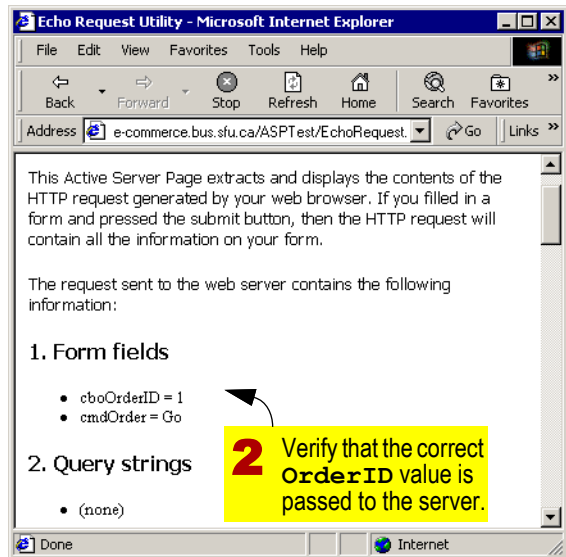 Echo Request Utility - Microsoft Internet Explorer
File Edit View Favorites Tools Help
Back Forward Stop Refresh Home Search Favorites »
Address e-commerce.bus.sfu.ca/ASPTest/EchoRequest. Go Links »
This Active Server Page extracts and displays the contents of the
HTTP request generated by your web browser. If you filled in a
form and pressed the submit button, then the HTTP request will
contain all the information on your form.
The request sent to the web server contains the following
information:
1. Form fields
• cboOrderID = 1
• cmdOrder = Go
2 Verify that the correct
OrderID value is
passed to the server.
2. Query strings
• (none)
Done Internet